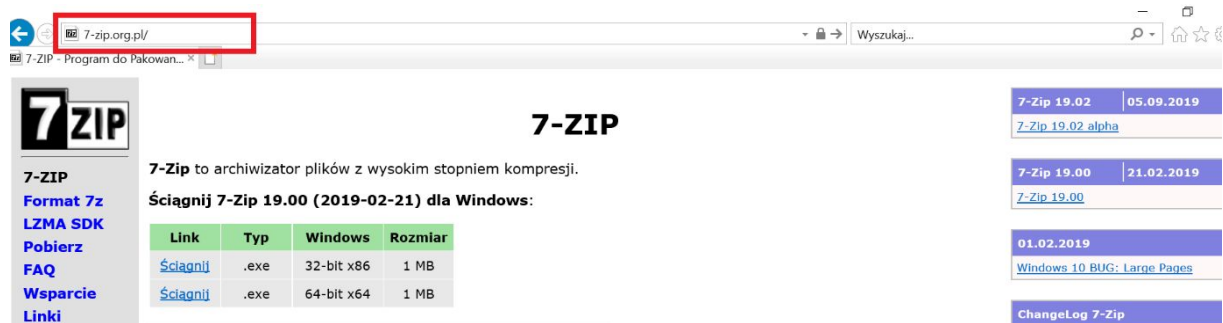 7-zip.org.pl/
Wyszukaj...
7-ZIP - Program do Pakowan...
7 ZIP
7-ZIP
Format 7z
LZMA SDK
Pobierz
FAQ
Wsparcie
Linki
7-ZIP
7-Zip to archiwizator plików z wysokim stopniem kompresji.
Ściągnij 7-Zip 19.00 (2019-02-21) dla Windows:
Link Typ Windows Rozmiar
Ściągnij .exe 32-bit x86 1 MB
Ściągnij .exe 64-bit x64 1 MB
7-Zip 19.02 05.09.2019
7-Zip 19.02 alpha
7-Zip 19.00 21.02.2019
7-Zip 19.00
01.02.2019
Windows 10 BUG: Large Pages
ChangeLog 7-Zip